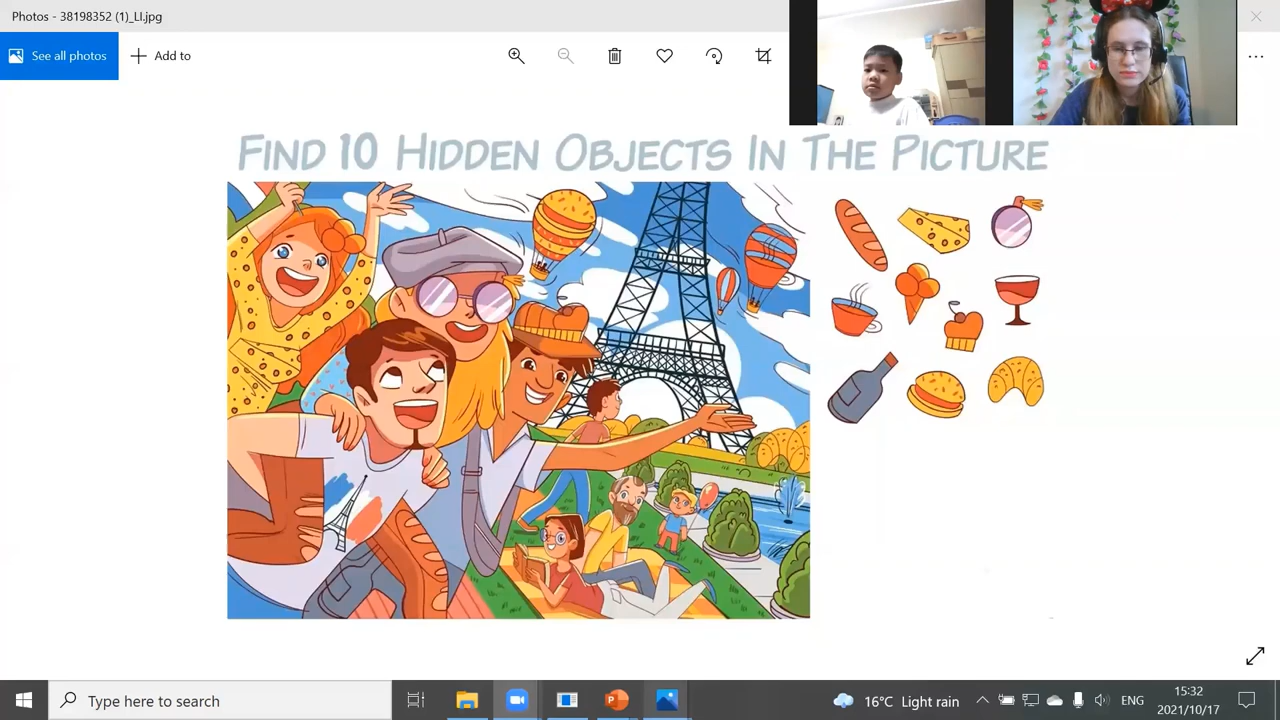 Photos - 38198352 (1)_LI.jpg
See all photos
Add to
FIND 10 HIDDEN OBJECTS IN THE PICTURE
Type here to search
16°C Light rain
ENG
15:32
2021/10/17